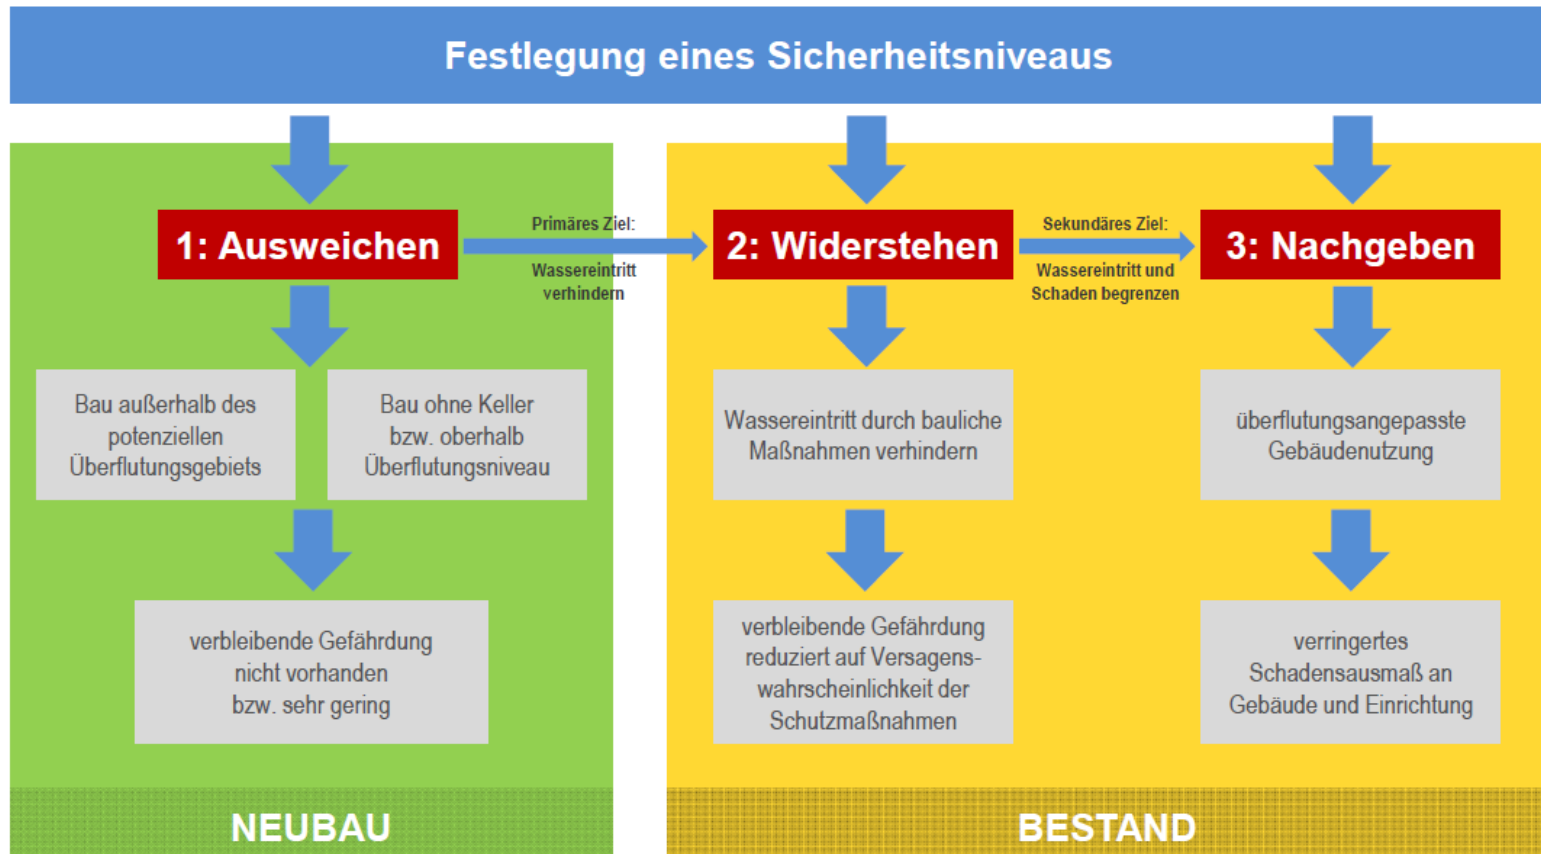 Festlegung eines Sicherheitsniveaus
1: Ausweichen
Primäres Ziel:
Wassereintritt
verhindern
2: Widerstehen
Sekundäres Ziel:
Wassereintritt und
Schaden begrenzen
3: Nachgeben
Bau außerhalb des
potenziellen
Überflutungsgebiets
Bau ohne Keller
bzw. oberhalb
Überflutungsniveau
Wassereintritt durch bauliche
Maßnahmen verhindern
überflutungsangepasste
Gebäudenutzung
verbleibende Gefährdung
nicht vorhanden
bzw. sehr gering
verbleibende Gefährdung
reduziert auf Versagens-
wahrscheinlichkeit der
Schutzmaßnahmen
verringertes
Schadensausmaß an
Gebäude und Einrichtung
NEUBAU
BESTAND